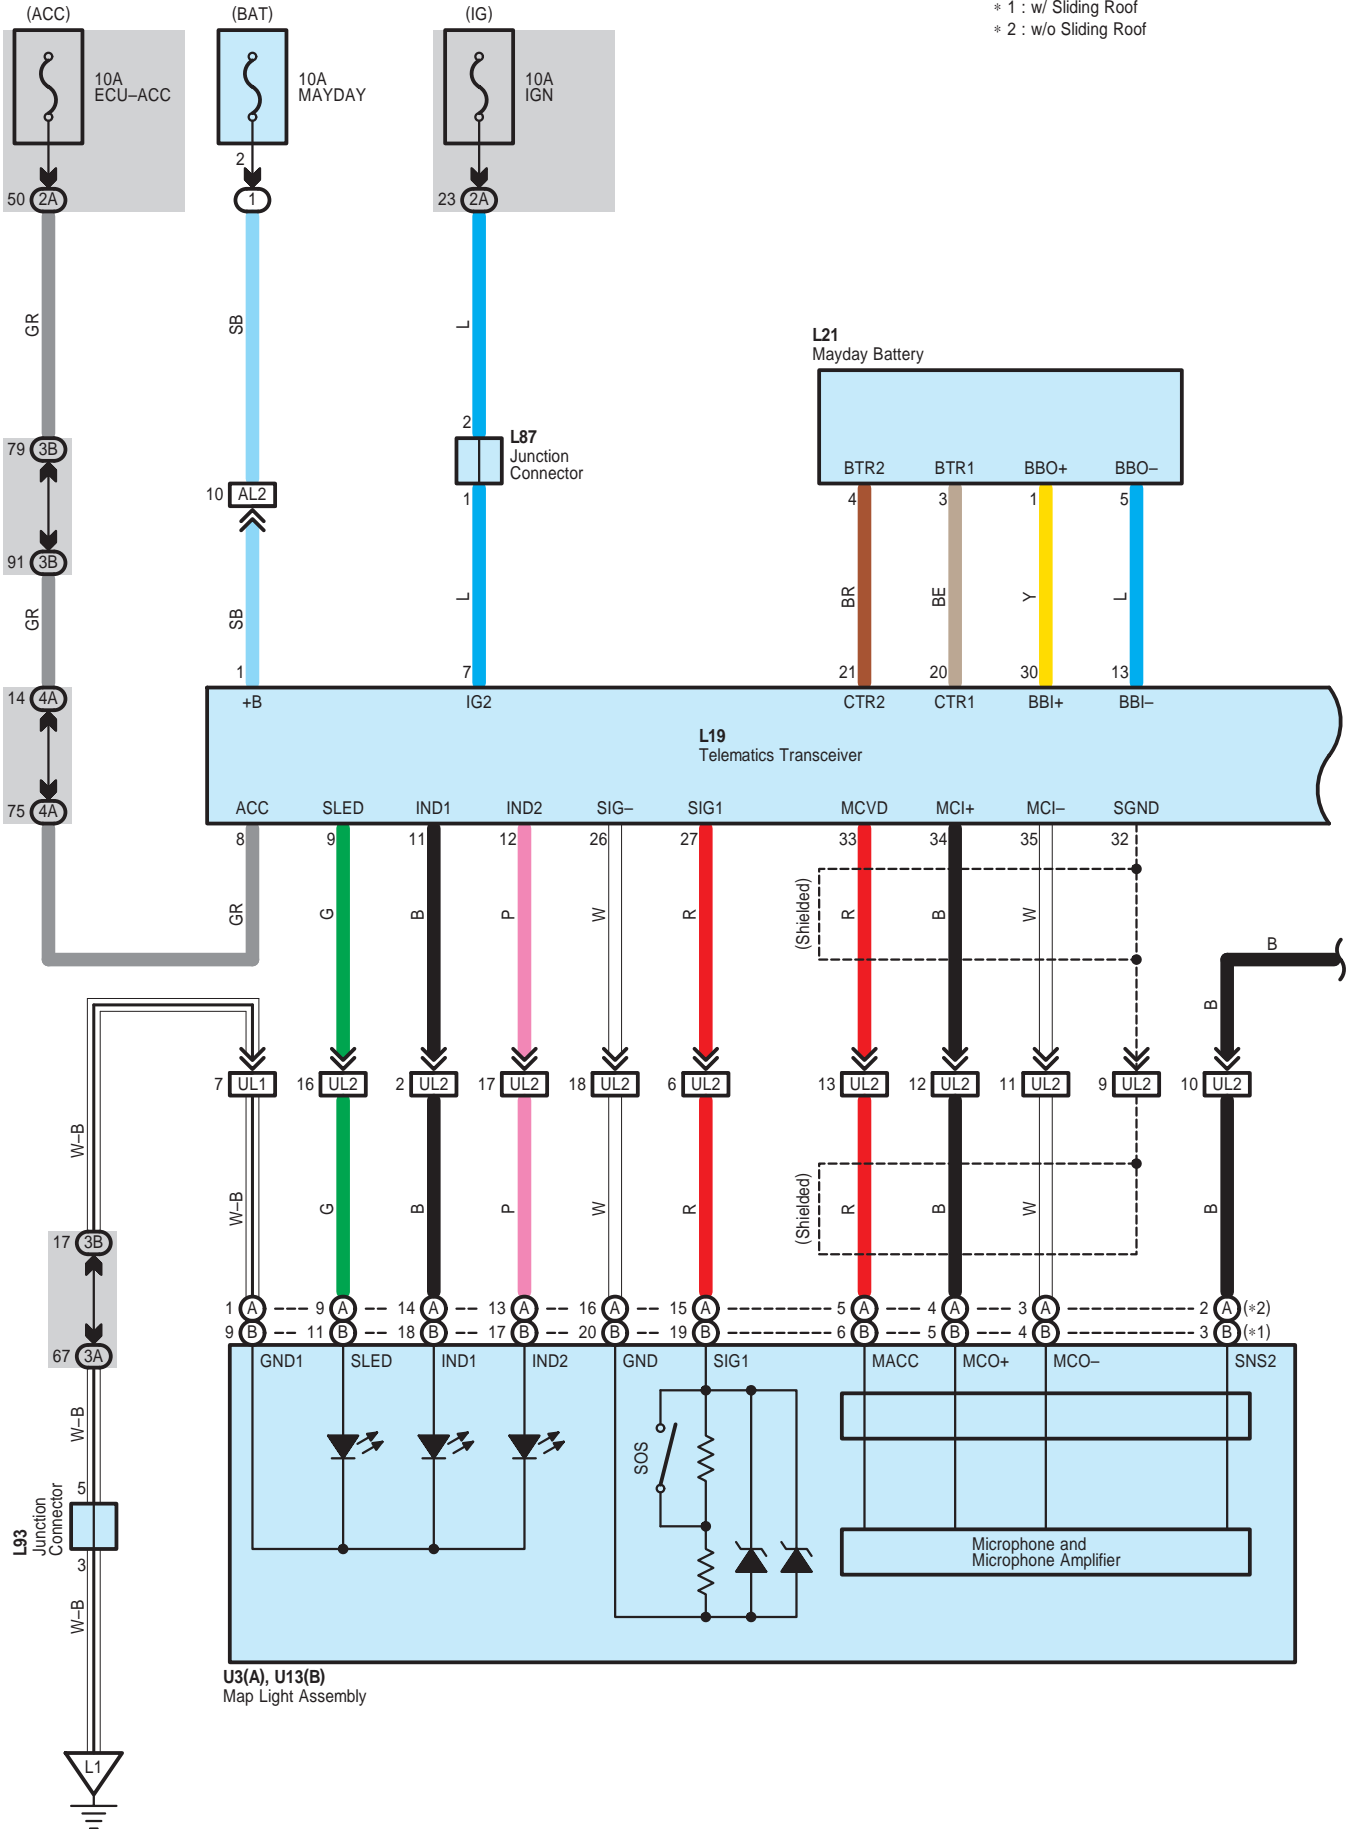 (ACC) (BAT) (IG)
∗ 1 : w/ Sliding Roof
∗ 2 : w/o Sliding Roof
10A
ECU–ACC
10A
MAYDAY
10A
IGN
2
50 2A 1 23 2A
GR SB L
L21
Mayday Battery
2
L87
Junction
Connector
1
79 3B
10 AL2
91 3B
BTR2 BTR1 BBO+ BBO–
4 3 1 5
GR SB L BR BE Y L
1 7 21 20 30 13
14 4A
+B IG2 CTR2 CTR1 BBI+ BBI–
L19
Telematics Transceiver
75 4A
ACC SLED IND1 IND2 SIG– SIG1 MCVD MCI+ MCI– SGND
8 9 11 12 26 27 33 34 35 32
GR G B P W R (Shielded) R B W B
B
7 UL1 16 UL2 2 UL2 17 UL2 18 UL2 6 UL2 13 UL2 12 UL2 11 UL2 9 UL2 10 UL2
W–B
W–B G B P W R (Shielded) R B W B
17 3B
67 3A
1 A 9 A 14 A 13 A 16 A 15 A 5 A 4 A 3 A 2 A (∗2)
9 B 11 B 18 B 17 B 20 B 19 B 6 B 5 B 4 B 3 B (∗1)
GND1 SLED IND1 IND2 GND SIG1 MACC MCO+ MCO– SNS2
W–B
SOS
5
L93
Junction
Connector
3
Microphone and
Microphone Amplifier
W–B
U3(A), U13(B)
Map Light Assembly
L1